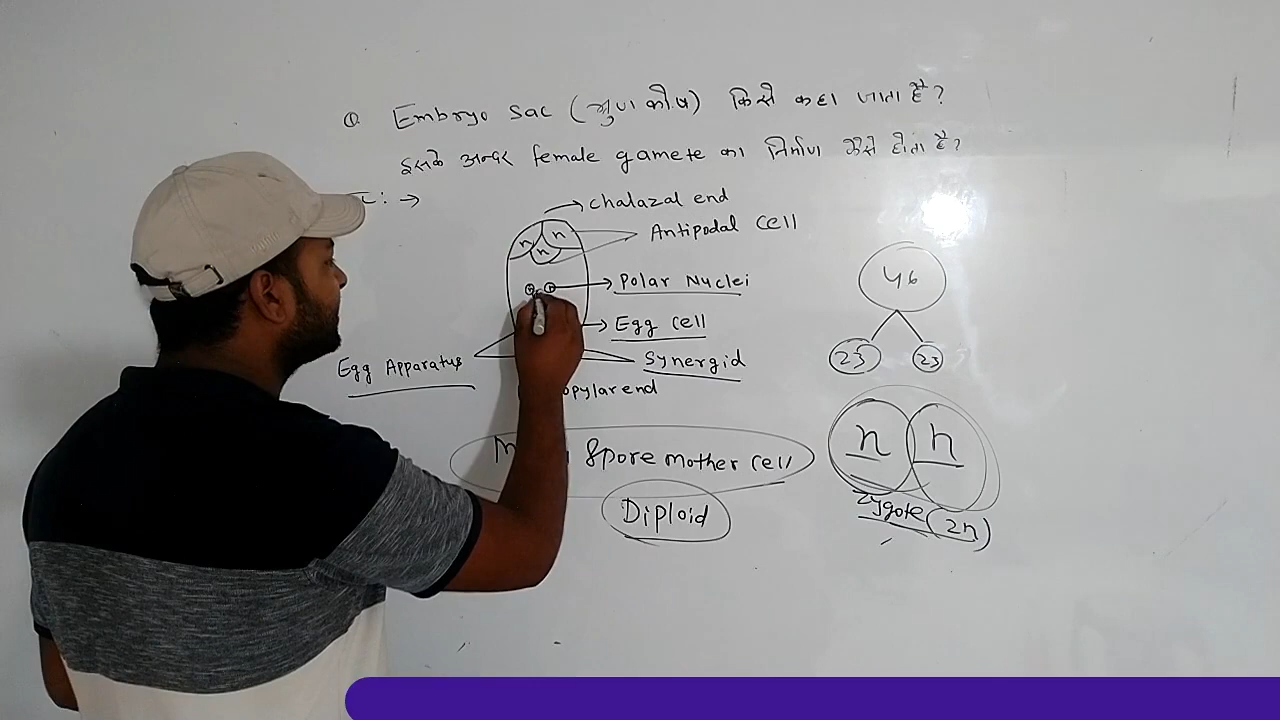 Q Embryo Sac (भ्रुण कोष) किसे कहा जाता है?
इसके अन्दर female gamete का निर्माण कैसे होता है?
: →
chalazal end
Antipodal Cell
n n
n
Polar Nuclei
n n
Egg Cell
Egg Apparatus
Synergid
opylar end
Spore mother cell
Diploid
46
23 23
n n
Zygote (2n)